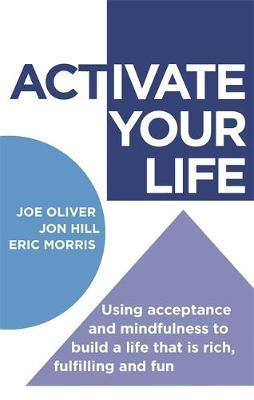 ACTIVATE
YOUR
LIFE
JOE OLIVER
JON HILL
ERIC MORRIS
Using acceptance
and mindfulness to
build a life that is rich,
fulfilling and fun